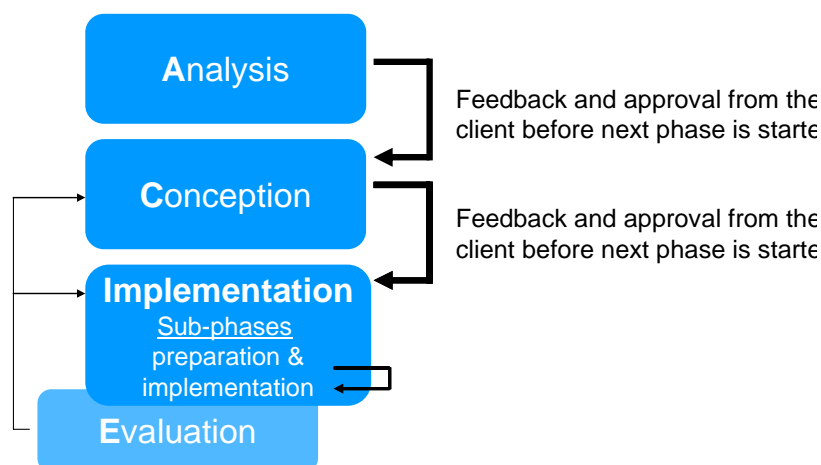 Analysis
Feedback and approval from the
client before next phase is starte
Conception
Feedback and approval from the
client before next phase is starte
Implementation
Sub-phases
preparation &
implementation
Evaluation